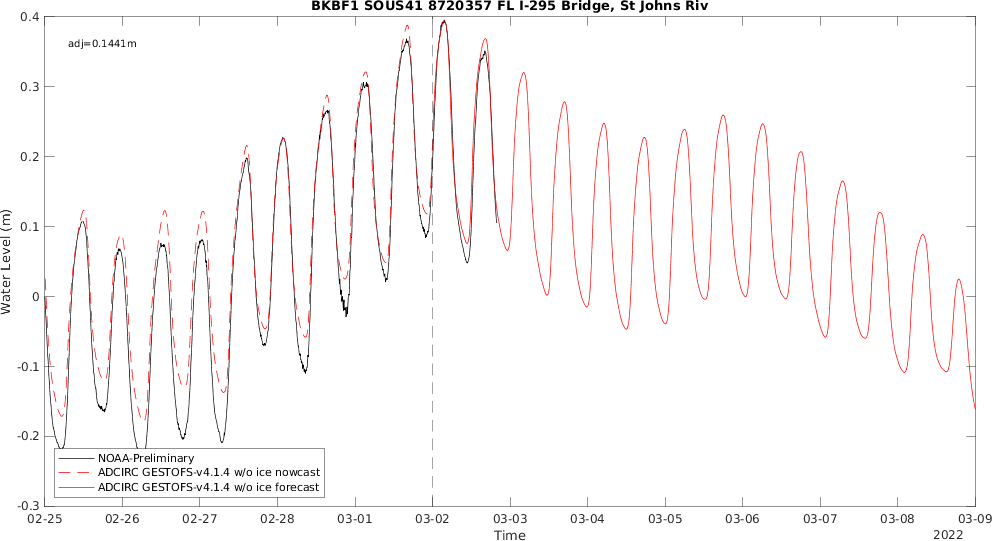 BKBF1 SOUS41 8720357 FL I-295 Bridge, St Johns Riv
adj=0.1441m
0.4
0.3
0.2
0.1
0
-0.1
-0.2
-0.3
Water Level (m)
NOAA-Preliminary
ADCIRC GESTOFS-v4.1.4 w/o ice nowcast
ADCIRC GESTOFS-v4.1.4 w/o ice forecast
02-25 02-26 02-27 02-28 03-01 03-02 03-03 03-04 03-05 03-06 03-07 03-08 03-09
Time
2022